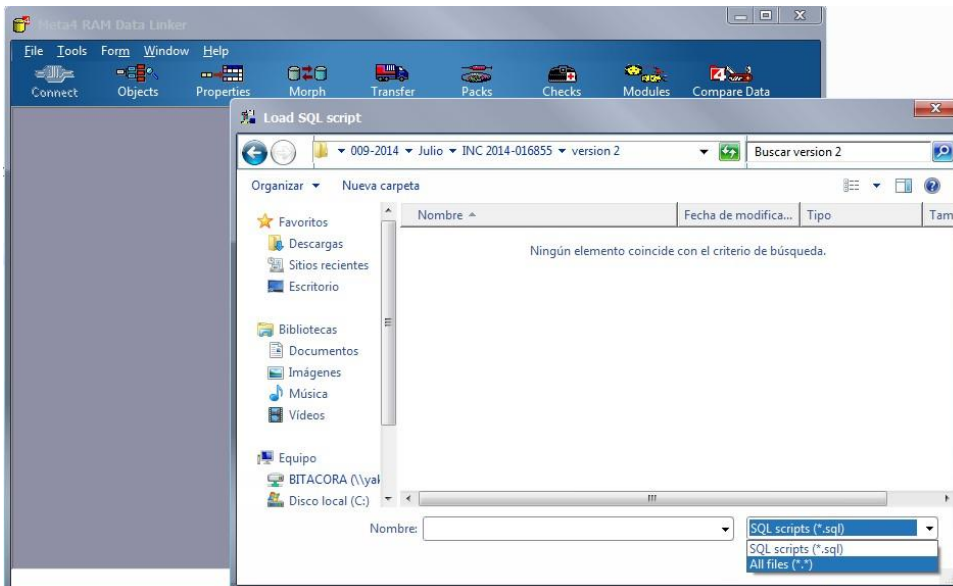 Meta4 RAM Data Linker
File Tools Form Window Help
Connect Objects Properties Morph Transfer Packs Checks Modules Compare Data
Load SQL script
009-2014 Julio INC 2014-016855 version 2
Buscar version 2
Organizar Nueva carpeta
Nombre Fecha de modifica... Tipo Tam
Ningún elemento coincide con el criterio de búsqueda.
Favoritos
Descargas
Sitios recientes
Escritorio
Bibliotecas
Documentos
Imágenes
Música
Vídeos
Equipo
BITACORA (\\yak
Disco local (C:)
Nombre:
SQL scripts (*.sql)
SQL scripts (*.sql)
All files (*.*)